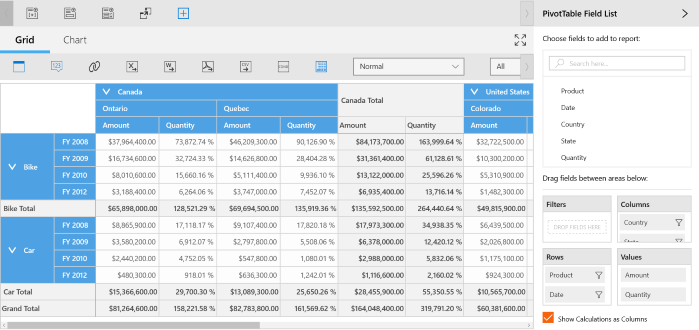 PivotTable Field List
Grid Chart
Choose fields to add to report:
Normal All
Search here...
Product
Date
Country
State
Quantity
Canada Canada Total United States
Ontario Quebec Colorado
Amount Quantity Amount Quantity Amount Quantity Amount
Bike FY 2008 $37,964,400.00 73,872.74 % $46,209,300.00 90,126.90 % $84,173,700.00 163,999.64 % $32,722,500.00
FY 2009 $16,734,600.00 32,724.33 % $14,626,800.00 28,404.28 % $31,361,400.00 61,128.61 % $10,300,200.00
FY 2010 $8,010,600.00 15,660.16 % $5,111,400.00 9,936.10 % $13,122,000.00 25,596.26 % $5,310,900.00
FY 2012 $3,188,400.00 6,264.06 % $3,747,000.00 7,452.07 % $6,935,400.00 13,716.14 % $1,482,300.00
Bike Total $65,898,000.00 128,521.29 % $69,694,500.00 135,919.36 % $135,592,500.00 264,440.64 % $49,815,900.00
Car FY 2008 $8,865,900.00 17,118.17 % $9,107,400.00 17,820.18 % $17,973,300.00 34,938.35 % $6,439,500.00
FY 2009 $3,580,200.00 6,912.07 % $2,797,800.00 5,508.06 % $6,378,000.00 12,420.12 % $2,026,800.00
FY 2010 $2,440,200.00 4,752.05 % $547,800.00 1,080.01 % $2,988,000.00 5,832.06 % $1,175,100.00
FY 2012 $480,300.00 918.01 % $636,300.00 1,242.01 % $1,116,600.00 2,160.02 % $924,300.00
Car Total $15,366,600.00 29,700.30 % $13,089,300.00 25,650.26 % $28,455,900.00 55,350.55 % $10,565,700.00
Grand Total $81,264,600.00 158,221.58 % $82,783,800.00 161,569.62 % $164,048,400.00 319,791.20 % $60,381,600.00
Drag fields between areas below:
Filters Columns
DROP FIELDS HERE Country
State
Rows Values
Product Amount
Date Quantity
Show Calculations as Columns